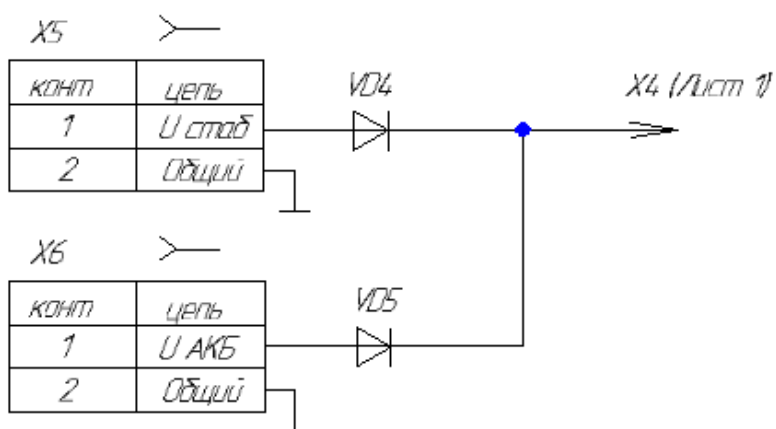 X5
VD4
X4 (Лист 1)
конт цепь
1 U стаб
2 Общий
X6
VD5
конт цепь
1 U АКБ
2 Общий